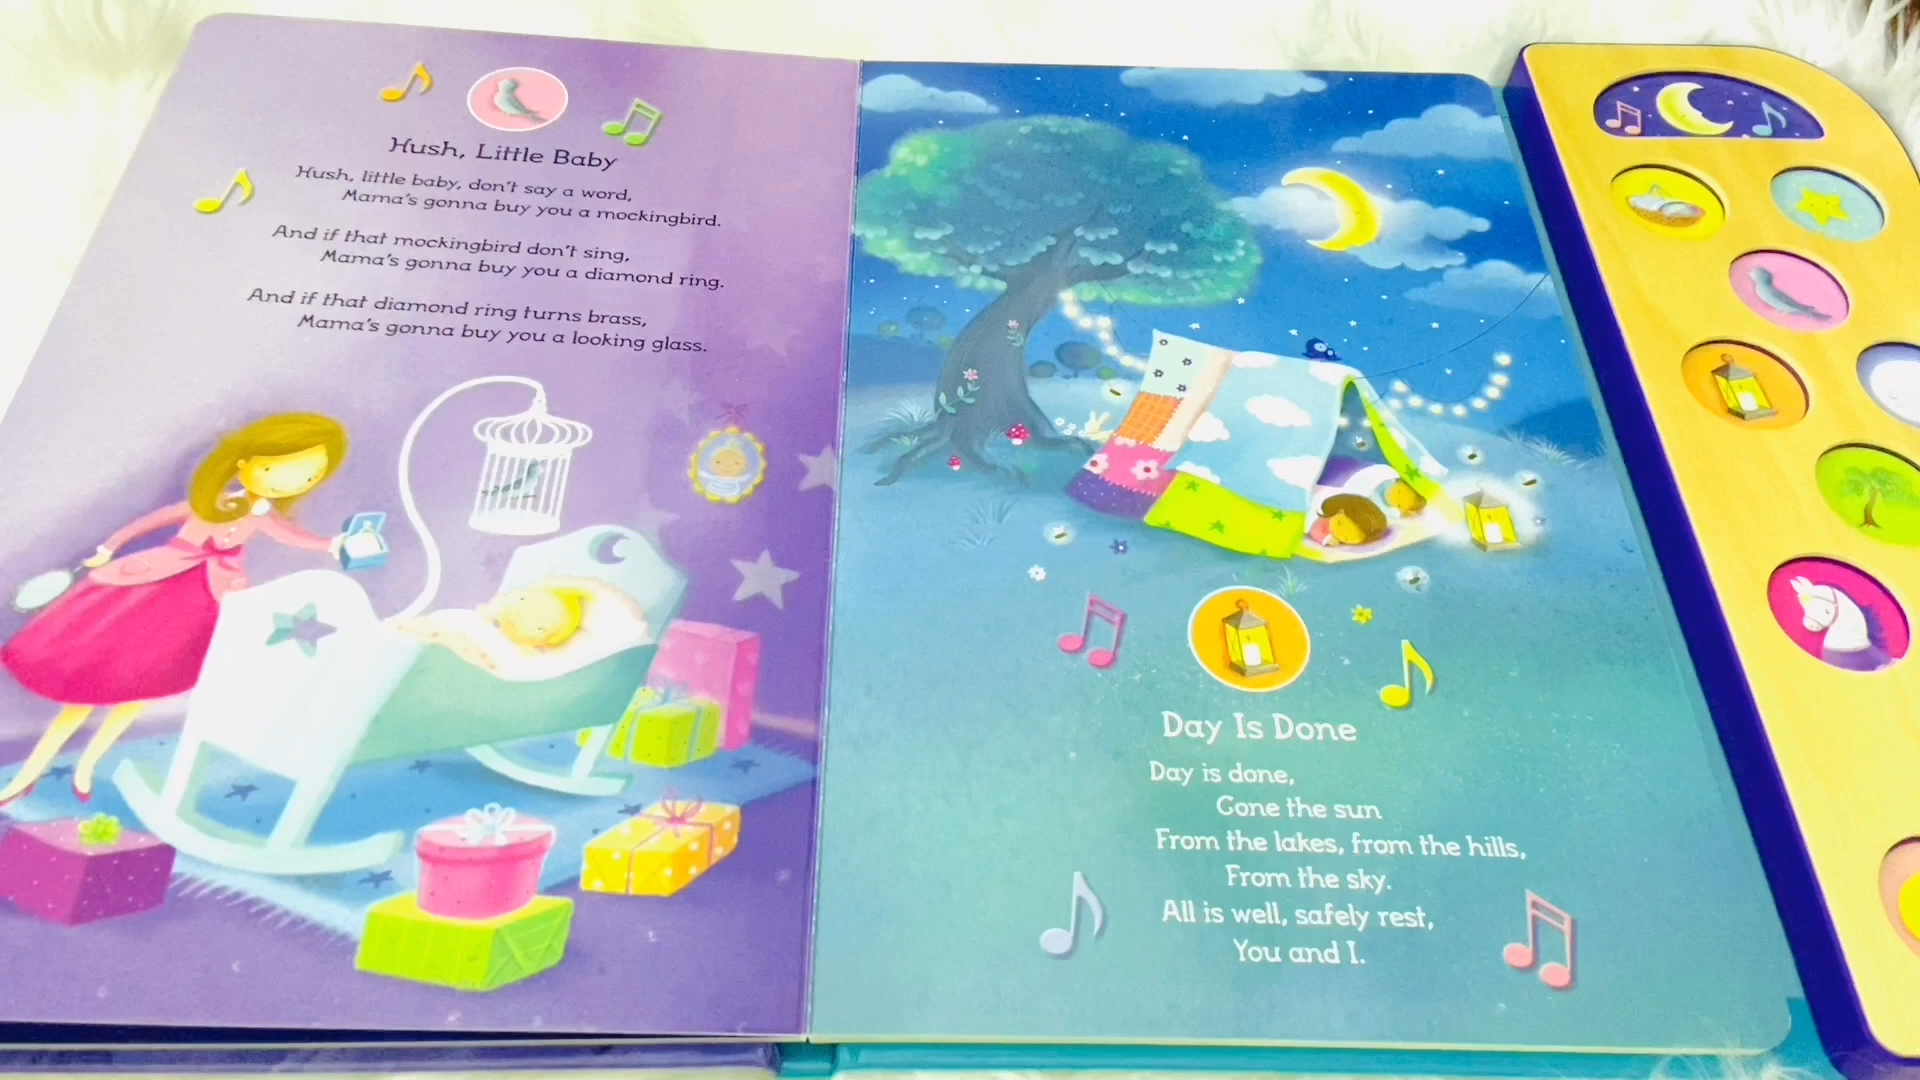 Hush, Little Baby
Hush, little baby, don't say a word,
Mama's gonna buy you a mockingbird.
And if that mockingbird don't sing,
Mama's gonna buy you a diamond ring.
And if that diamond ring turns brass,
Mama's gonna buy you a looking glass.
Day Is Done
Day is done,
Gone the sun
From the lakes, from the hills,
From the sky.
All is well, safely rest,
You and I.